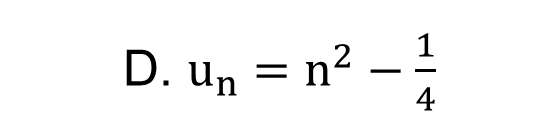 D. uₙ = n² − 1/4